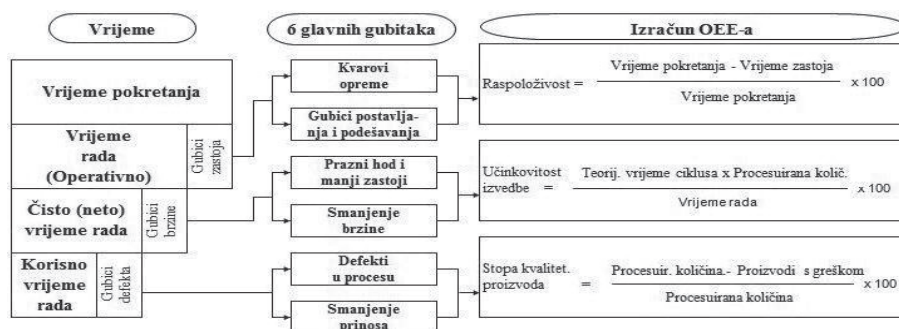 Vrijeme
6 glavnih gubitaka
Izračun OEE-a
Vrijeme pokretanja
Vrijeme
rada
(Operativno)
Gubici
zastoja
Čisto (neto)
vrijeme rada
Gubici
brzine
Korisno
vrijeme
rada
Gubici
defekta
Kvarovi
opreme
Gubici postavlja-
nja i podešavanja
Prazni hod i
manji zastoji
Smanjenje
brzine
Defekti
u procesu
Smanjenje
prinosa
Raspoloživost = Vrijeme pokretanja - Vrijeme zastoja x 100
Vrijeme pokretanja
Učinkovitost
izvedbe = Teorij. vrijeme ciklusa x Procesuirana količ. x 100
Vrijeme rada
Stopa kvalitet.
proizvoda = Procesuir. količina.- Proizvodi s greškom x 100
Procesuirana količina